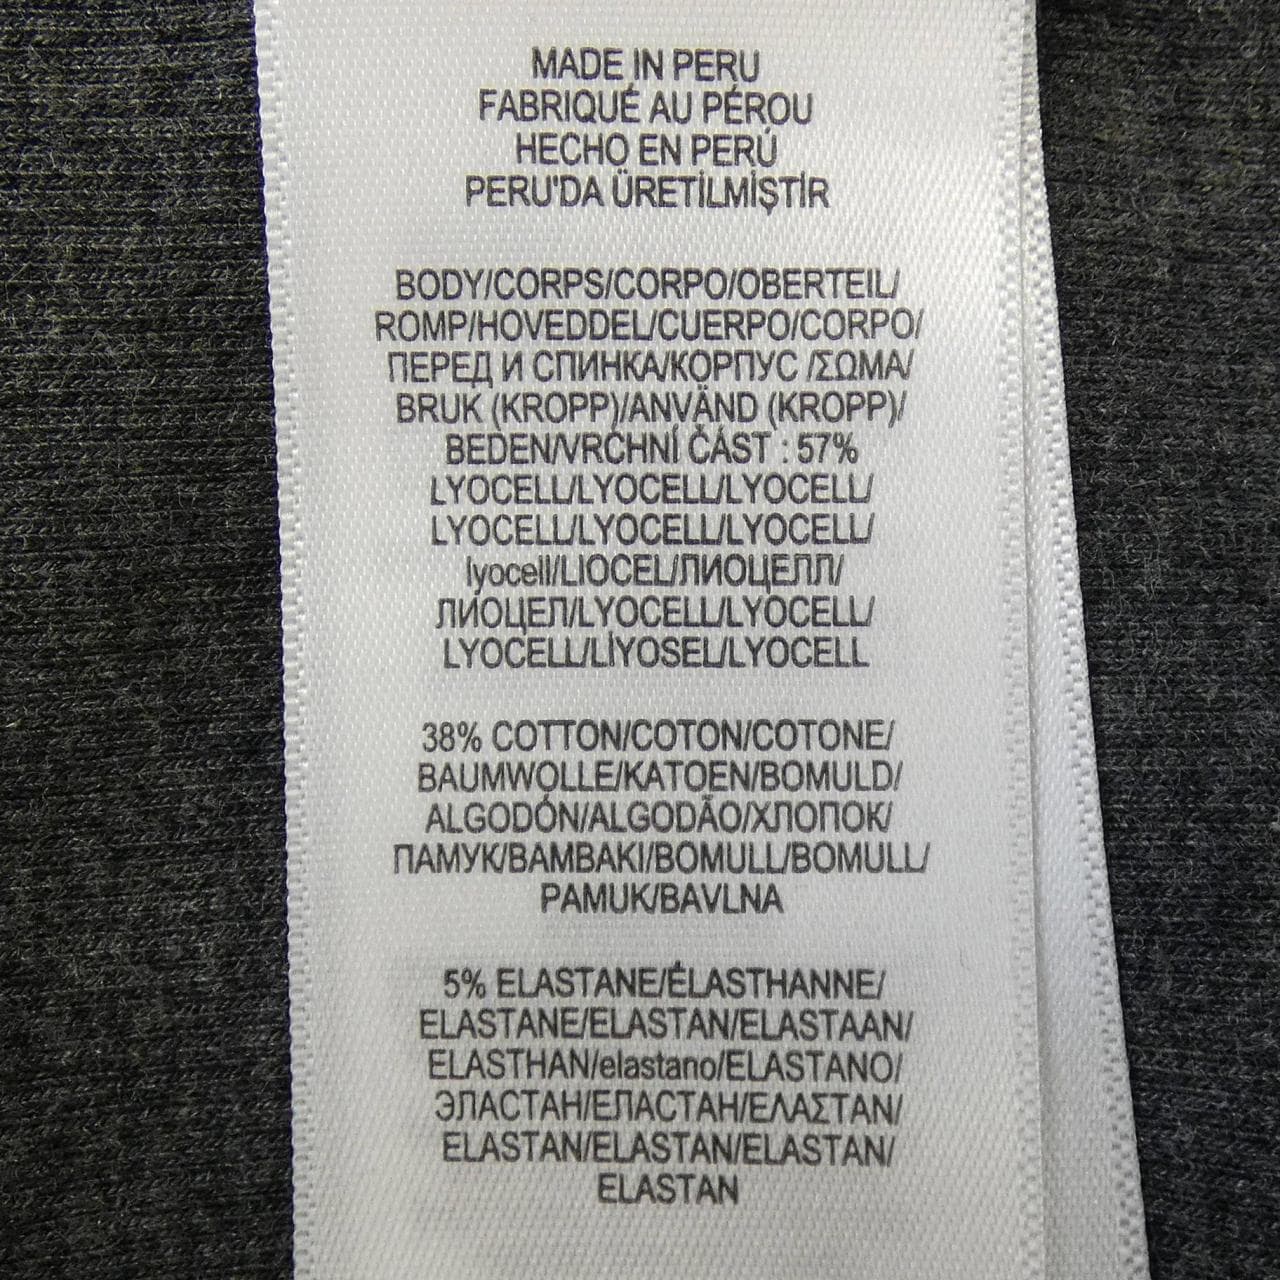 MADE IN PERU
FABRIQUÉ AU PÉROU
HECHO EN PERÚ
PERU'DA ÜRETİLMİŞTİR
BODY/CORPS/CORPO/OBERTEIL/
ROMP/HOVEDDEL/CUERPO/CORPO/
ПЕРЕД И СПИНКА/КОРПУС /ΣΩΜΑ/
BRUK (KROPP)/ANVÄND (KROPP)/
BEDEN/VRCHNÍ ČÁST : 57%
LYOCELL/LYOCELL/LYOCELL/
LYOCELL/LYOCELL/LYOCELL/
lyocell/LIOCEL/ЛИОЦЕЛЛ/
ЛИОЦЕЛ/LYOCELL/LYOCELL/
LYOCELL/LİYOSEL/LYOCELL
38% COTTON/COTON/COTONE/
BAUMWOLLE/KATOEN/BOMULD/
ALGODÓN/ALGODÃO/ХЛОПОК/
ПАМУК/ΒΑΜΒΑΚΙ/BOMULL/BOMULL/
PAMUK/BAVLNA
5% ELASTANE/ÉLASTHANNE/
ELASTANE/ELASTAN/ELASTAAN/
ELASTHAN/elastano/ELASTANO/
ЭЛАСТАН/ЕЛАСТАН/ΕΛΑΣΤΑΝ/
ELASTAN/ELASTAN/ELASTAN/
ELASTAN